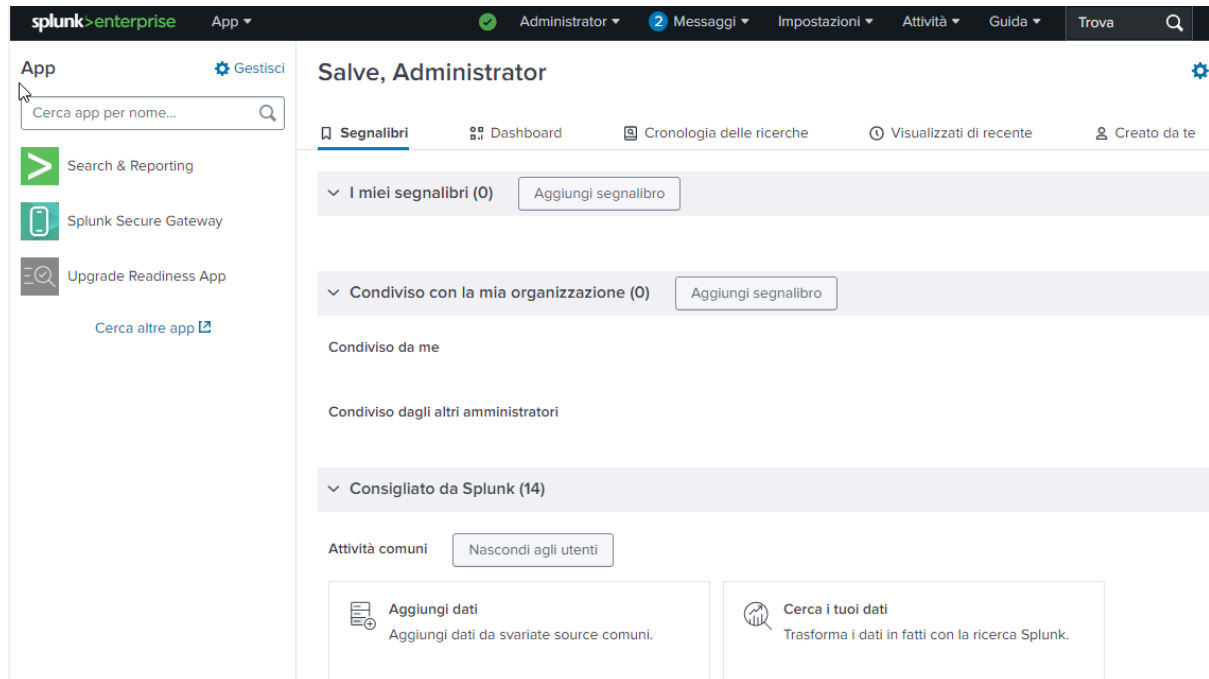 splunk>enterprise App Administrator 2 Messaggi Impostazioni Attività Guida Trova
App Gestisci
Cerca app per nome...
Search & Reporting
Splunk Secure Gateway
Upgrade Readiness App
Cerca altre app
Salve, Administrator
Segnalibri Dashboard Cronologia delle ricerche Visualizzati di recente Creato da te
I miei segnalibri (0) Aggiungi segnalibro
Condiviso con la mia organizzazione (0) Aggiungi segnalibro
Condiviso da me
Condiviso dagli altri amministratori
Consigliato da Splunk (14)
Attività comuni Nascondi agli utenti
Aggiungi dati
Aggiungi dati da svariate source comuni.
Cerca i tuoi dati
Trasforma i dati in fatti con la ricerca Splunk.